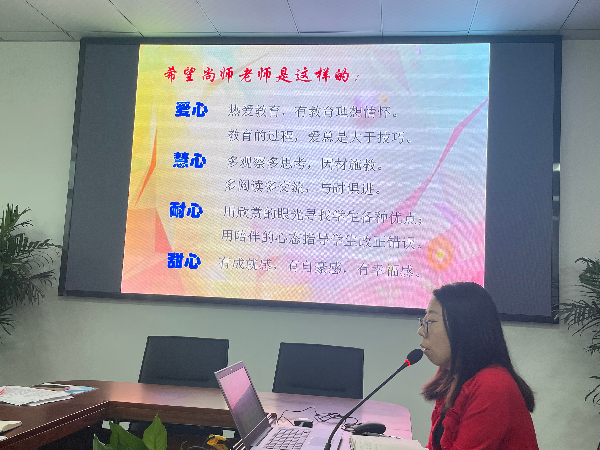 希望尚师老师是这样的：
爱心 热爱教育，有教育理想情怀。
教育的过程，爱总是大于技巧。
慧心 多观察多思考，因材施教。
多阅读多交流，与时俱进。
耐心 用欣赏的眼光寻找学生各种优点；
用陪伴的心态指导学生改正错误。
甜心 有成就感，有自豪感，有幸福感。